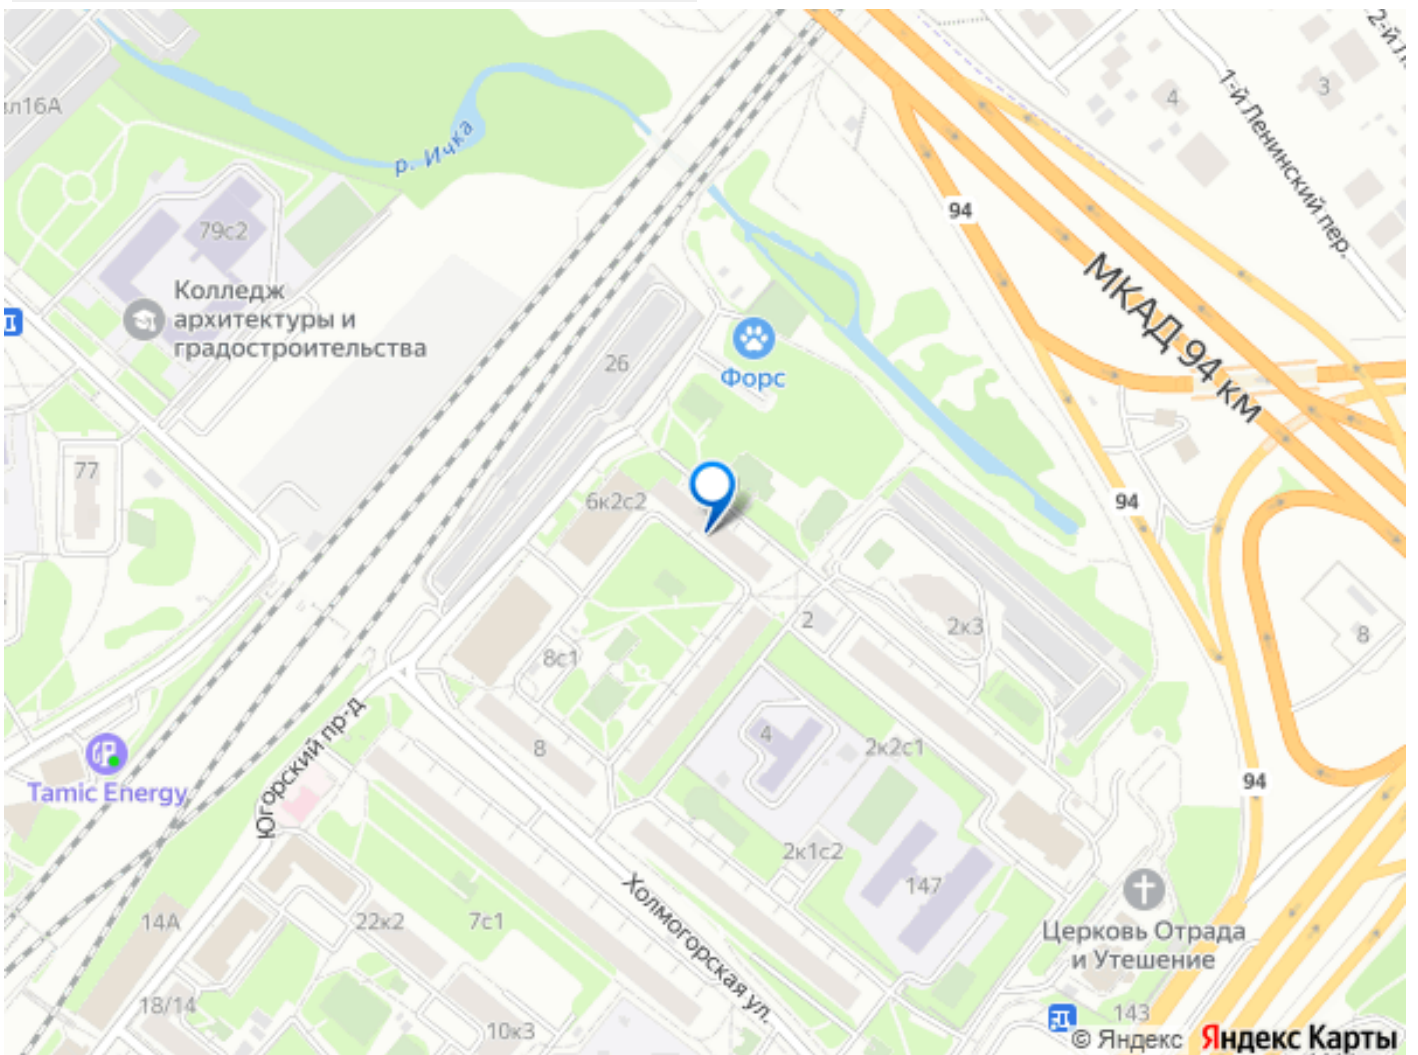 2-й Л
1-й Ленинский пер.
3
4
л16А
р. Ичка
79с2
94
Колледж
архитектуры и
градостроительства
МКАД 94 км
26
Форс
77
6к2с2
94
2
2к3
8
8с1
Югорский пр-д
8
4
2к2с1
Tamic Energy
94
2к1с2
147
Холмогорская ул.
14А
22к2
7с1
Церковь Отрада
и Утешение
18/14
10к3
143
© Яндекс Яндекс Карты